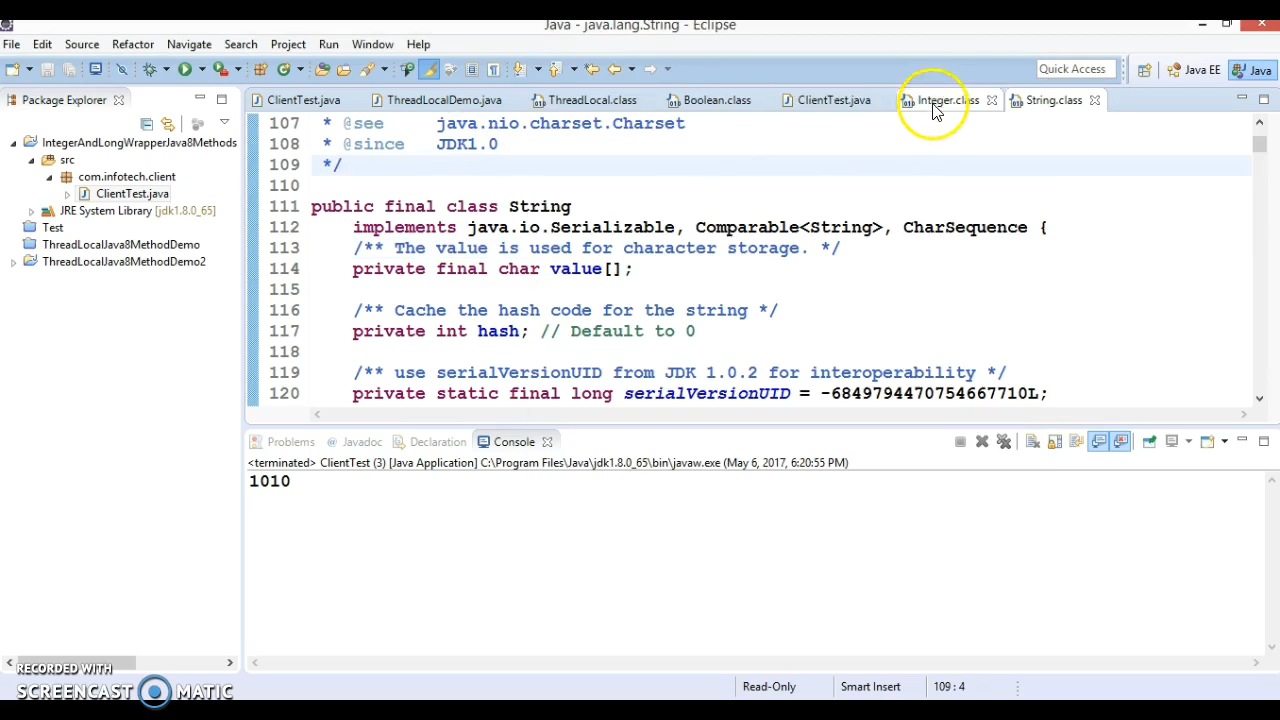 Java - java.lang.String - Eclipse
File Edit Source Refactor Navigate Search Project Run Window Help
Quick Access Java EE Java
Package Explorer
ClientTest.java ThreadLocalDemo.java ThreadLocal.class Boolean.class ClientTest.java Integer.class String.class
IntegerAndLongWrapperJava8Methods
src
com.infotech.client
ClientTest.java
JRE System Library [jdk1.8.0_65]
Test
ThreadLocalJava8MethodDemo
ThreadLocalJava8MethodDemo2
107 * @see java.nio.charset.Charset
108 * @since JDK1.0
109 */
110
111 public final class String
112 implements java.io.Serializable, Comparable<String>, CharSequence {
113 /** The value is used for character storage. */
114 private final char value[];
115
116 /** Cache the hash code for the string */
117 private int hash; // Default to 0
118
119 /** use serialVersionUID from JDK 1.0.2 for interoperability */
120 private static final long serialVersionUID = -6849794470754667710L;
Problems @ Javadoc Declaration Console
<terminated> ClientTest (3) [Java Application] C:\Program Files\Java\jdk1.8.0_65\bin\javaw.exe (May 6, 2017, 6:20:55 PM)
1010
RECORDED WITH
SCREENCAST MATIC
Read-Only Smart Insert 109 : 4